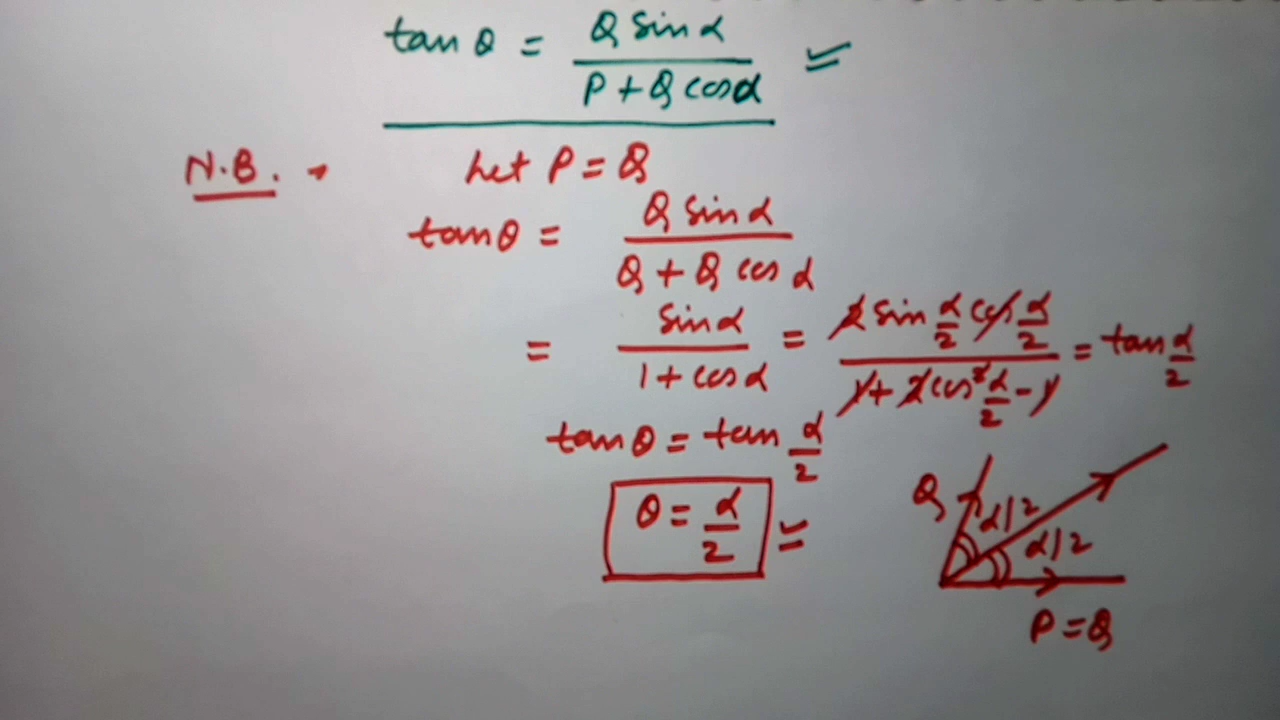 tan θ = Q sin α / P + Q cos α
N.B. → Let P = Q
tan θ = Q sin α / Q + Q cos α
= sin α / 1 + cos α = 2 sin α/2 cos α/2 / 1 + 2 cos² α/2 - 1 = tan α/2
tan θ = tan α/2
θ = α/2
Q α/2
α/2
P = Q